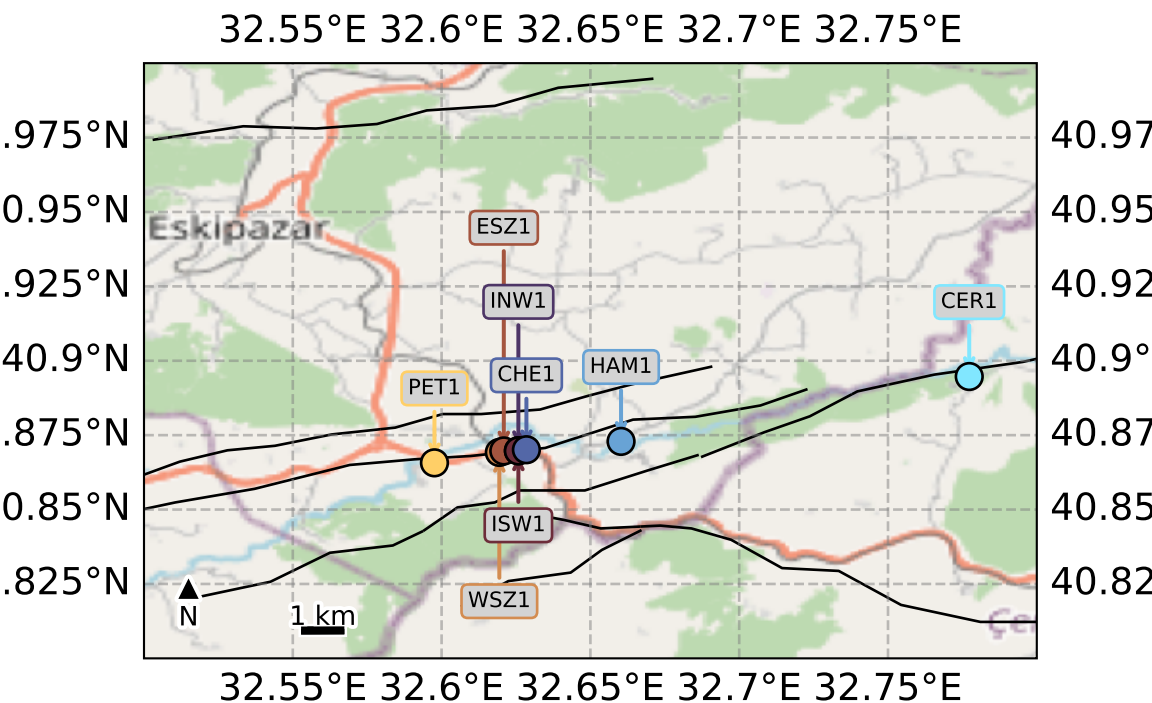 32.55°E 32.6°E 32.65°E 32.7°E 32.75°E
.975°N 40.97
0.95°N ESZ1 40.95
Eskipazar
.925°N INW1 CER1 40.92
40.9°N CHE1 HAM1 40.9°
PET1
.875°N 40.87
0.85°N ISW1 40.85
.825°N WSZ1 40.82
N 1 km Çer
32.55°E 32.6°E 32.65°E 32.7°E 32.75°E